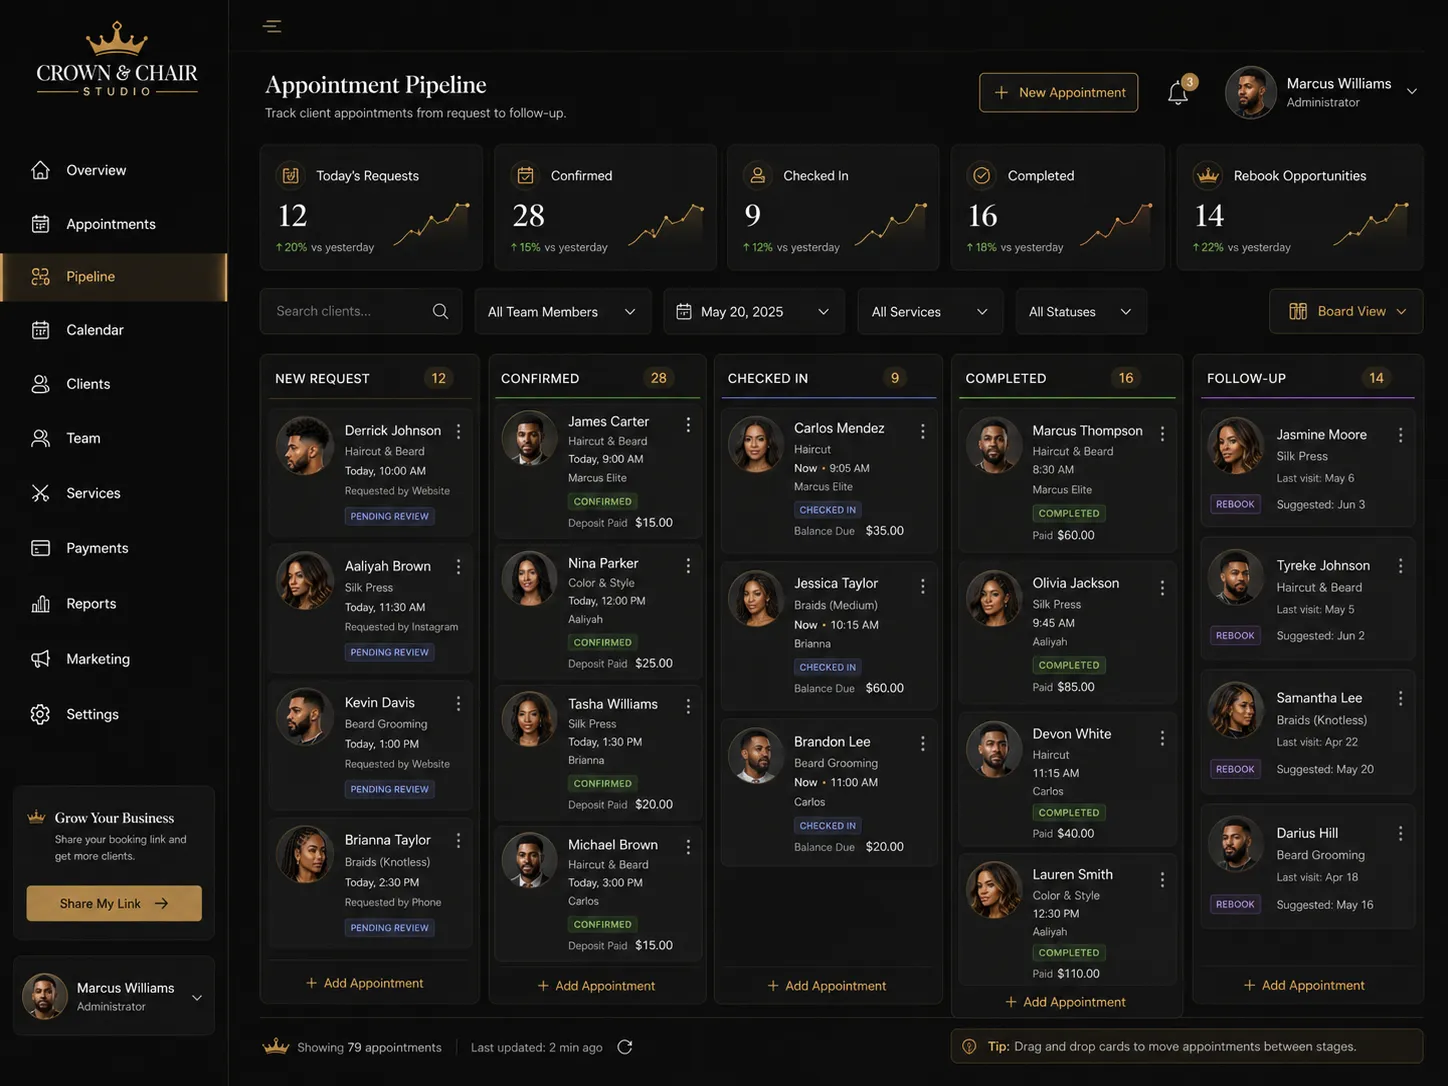 CROWN & CHAIR
STUDIO
Overview
Appointments
Pipeline
Calendar
Clients
Team
Services
Payments
Reports
Marketing
Settings
Grow Your Business
Share your booking link and
get more clients.
Share My Link
Marcus Williams
Administrator
Appointment Pipeline
Track client appointments from request to follow-up.
+ New Appointment
3
Marcus Williams
Administrator
Today's Requests
12
↑ 20% vs yesterday
Confirmed
28
↑ 15% vs yesterday
Checked In
9
↑ 12% vs yesterday
Completed
16
↑ 18% vs yesterday
Rebook Opportunities
14
↑ 22% vs yesterday
Search clients...
All Team Members
May 20, 2025
All Services
All Statuses
Board View
NEW REQUEST 12
Derrick Johnson
Haircut & Beard
Today, 10:00 AM
Requested by Website
PENDING REVIEW
Aaliyah Brown
Silk Press
Today, 11:30 AM
Requested by Instagram
PENDING REVIEW
Kevin Davis
Beard Grooming
Today, 1:00 PM
Requested by Website
PENDING REVIEW
Brianna Taylor
Braids (Knotless)
Today, 2:30 PM
Requested by Phone
PENDING REVIEW
+ Add Appointment
CONFIRMED 28
James Carter
Haircut & Beard
Today, 9:00 AM
Marcus Elite
CONFIRMED
Deposit Paid $15.00
Nina Parker
Color & Style
Today, 12:00 PM
Aaliyah
CONFIRMED
Deposit Paid $25.00
Tasha Williams
Silk Press
Today, 1:30 PM
Brianna
CONFIRMED
Deposit Paid $20.00
Michael Brown
Haircut & Beard
Today, 3:00 PM
Carlos
CONFIRMED
Deposit Paid $15.00
+ Add Appointment
CHECKED IN 9
Carlos Mendez
Haircut
Now • 9:05 AM
Marcus Elite
CHECKED IN
Balance Due $35.00
Jessica Taylor
Braids (Medium)
Now • 10:15 AM
Brianna
CHECKED IN
Balance Due $60.00
Brandon Lee
Beard Grooming
Now • 11:00 AM
Carlos
CHECKED IN
Balance Due $20.00
+ Add Appointment
COMPLETED 16
Marcus Thompson
Haircut & Beard
8:30 AM
Marcus Elite
COMPLETED
Paid $60.00
Olivia Jackson
Silk Press
9:45 AM
Aaliyah
COMPLETED
Paid $85.00
Devon White
Haircut
11:15 AM
Carlos
COMPLETED
Paid $40.00
Lauren Smith
Color & Style
12:30 PM
Aaliyah
COMPLETED
Paid $110.00
+ Add Appointment
FOLLOW-UP 14
Jasmine Moore
Silk Press
Last visit: May 6
REBOOK Suggested: Jun 3
Tyreke Johnson
Haircut & Beard
Last visit: May 5
REBOOK Suggested: Jun 2
Samantha Lee
Braids (Knotless)
Last visit: Apr 22
REBOOK Suggested: May 20
Darius Hill
Beard Grooming
Last visit: Apr 18
REBOOK Suggested: May 16
+ Add Appointment
Showing 79 appointments
Last updated: 2 min ago
Tip: Drag and drop cards to move appointments between stages.